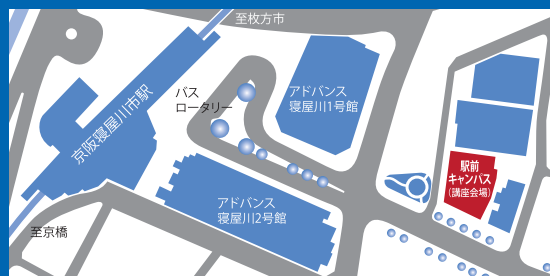 至枚方市
バス
ロータリー
アドバンス
寝屋川1号館
京阪寝屋川市駅
駅前
キャンパス
(講座会場)
アドバンス
寝屋川2号館
至京橋